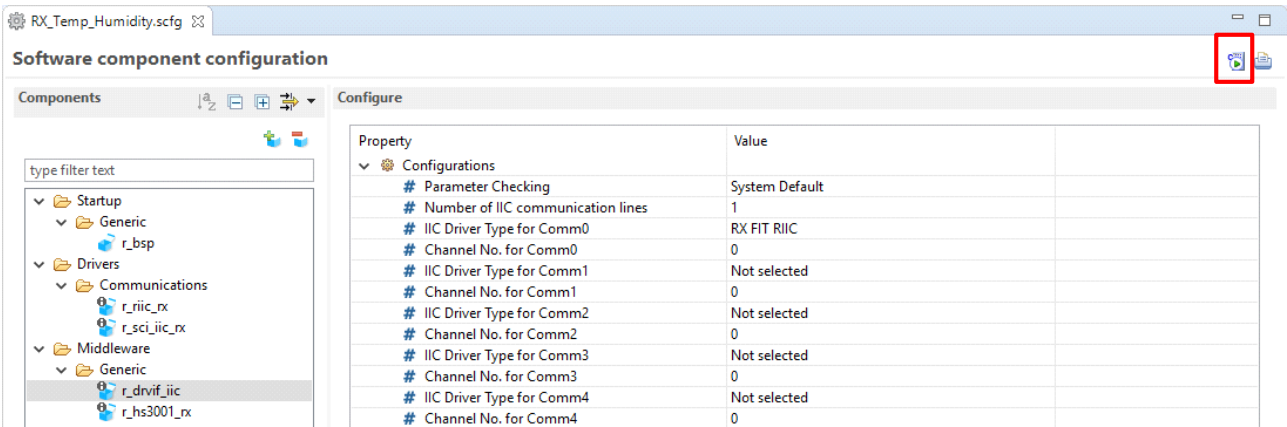 RX_Temp_Humidity.scfg
Software component configuration
Components
type filter text
Startup
Generic
r_bsp
Drivers
Communications
r_riic_rx
r_sci_iic_rx
Middleware
Generic
r_drvif_iic
r_hs3001_rx
Configure
Property Value
Configurations
# Parameter Checking System Default
# Number of IIC communication lines 1
# IIC Driver Type for Comm0 RX FIT RIIC
# Channel No. for Comm0 0
# IIC Driver Type for Comm1 Not selected
# Channel No. for Comm1 0
# IIC Driver Type for Comm2 Not selected
# Channel No. for Comm2 0
# IIC Driver Type for Comm3 Not selected
# Channel No. for Comm3 0
# IIC Driver Type for Comm4 Not selected
# Channel No. for Comm4 0